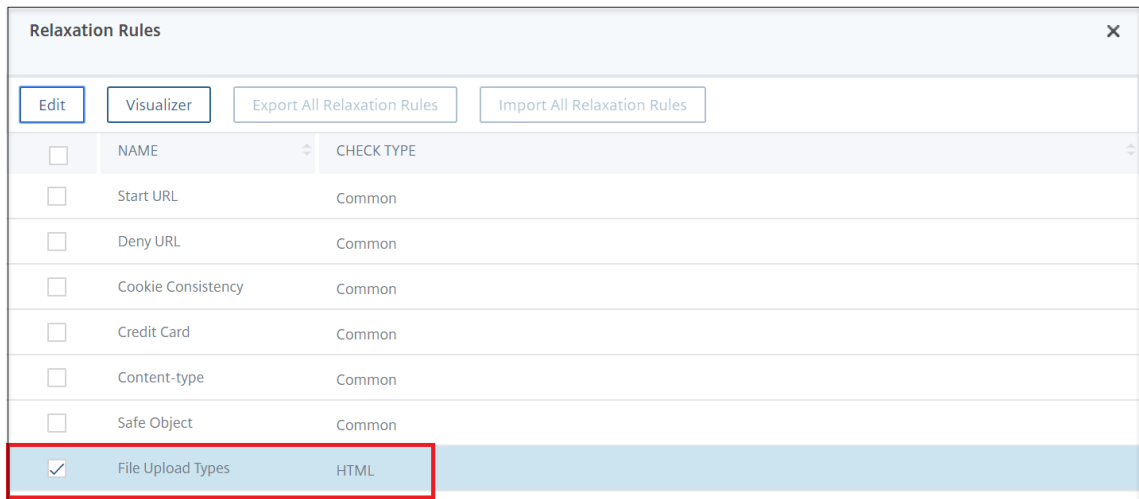 Relaxation Rules
Edit Visualizer Export All Relaxation Rules Import All Relaxation Rules
NAME CHECK TYPE
Start URL Common
Deny URL Common
Cookie Consistency Common
Credit Card Common
Content-type Common
Safe Object Common
File Upload Types HTML